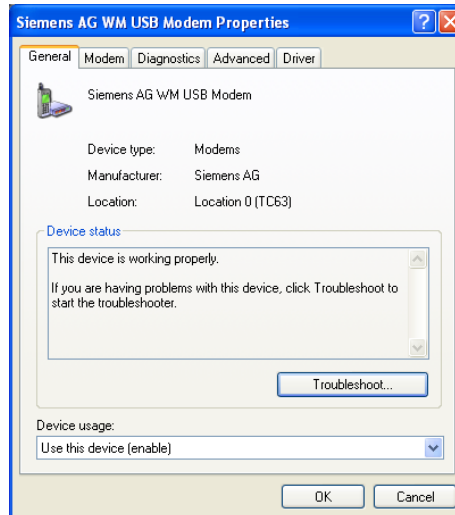 Siemens AG WM USB Modem Properties
General Modem Diagnostics Advanced Driver
Siemens AG WM USB Modem
Device type: Modems
Manufacturer: Siemens AG
Location: Location 0 (TC63)
Device status
This device is working properly.
If you are having problems with this device, click Troubleshoot to
start the troubleshooter.
Troubleshoot...
Device usage:
Use this device (enable)
OK Cancel